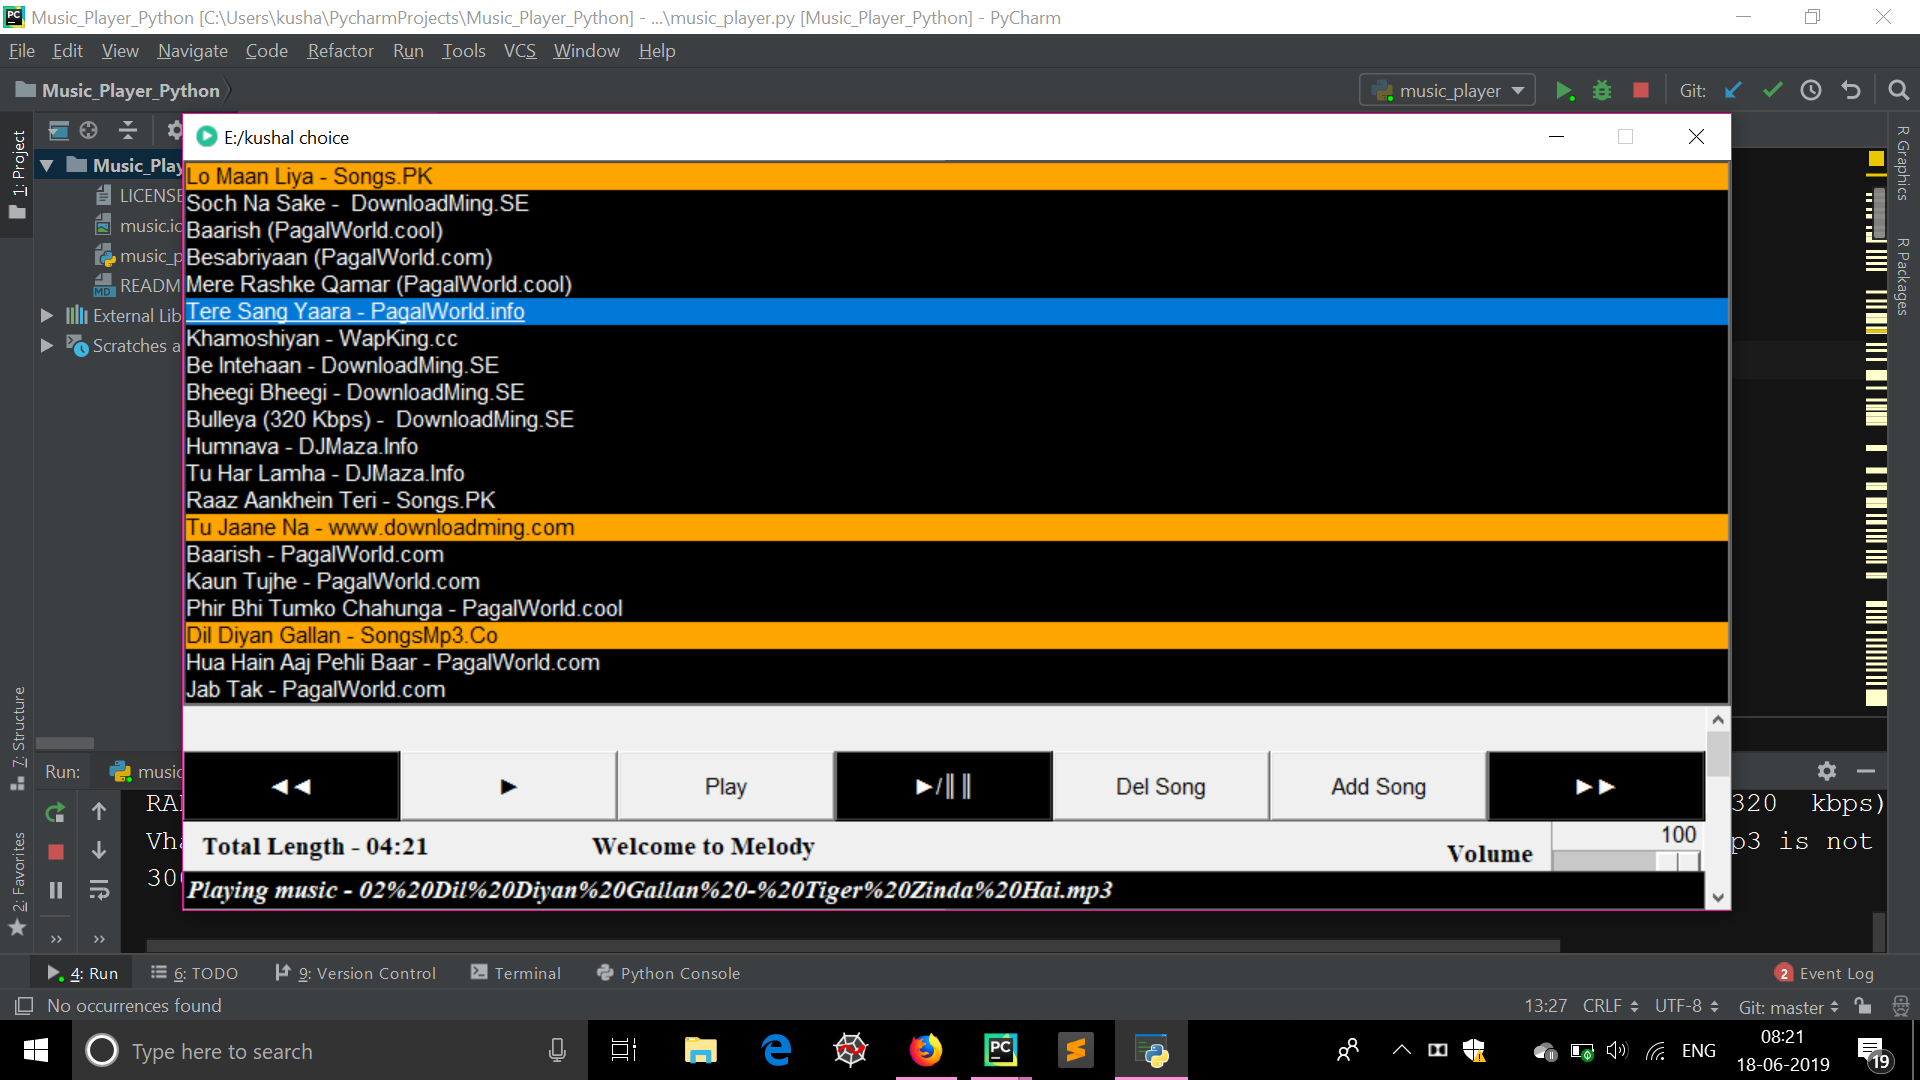 Music_Player_Python [C:\Users\kusha\PycharmProjects\Music_Player_Python] - ...\music_player.py [Music_Player_Python] - PyCharm
File Edit View Navigate Code Refactor Run Tools VCS Window Help
Music_Player_Python music_player Git:
1: Project
Music_Play
LICENSE
music.ic
music_p
READM
External Lib
Scratches a
E:/kushal choice
Lo Maan Liya - Songs.PK
Soch Na Sake -  DownloadMing.SE
Baarish (PagalWorld.cool)
Besabriyaan (PagalWorld.com)
Mere Rashke Qamar (PagalWorld.cool)
Tere Sang Yaara - PagalWorld.info
Khamoshiyan - WapKing.cc
Be Intehaan - DownloadMing.SE
Bheegi Bheegi - DownloadMing.SE
Bulleya (320 Kbps) -  DownloadMing.SE
Humnava - DJMaza.Info
Tu Har Lamha - DJMaza.Info
Raaz Aankhein Teri - Songs.PK
Tu Jaane Na - www.downloadming.com
Baarish - PagalWorld.com
Kaun Tujhe - PagalWorld.com
Phir Bhi Tumko Chahunga - PagalWorld.cool
Dil Diyan Gallan - SongsMp3.Co
Hua Hain Aaj Pehli Baar - PagalWorld.com
Jab Tak - PagalWorld.com
◄◄ ► Play ►/║║ Del Song Add Song ►►
Total Length - 04:21 Welcome to Melody Volume 100
Playing music - 02%20Dil%20Diyan%20Gallan%20-%20Tiger%20Zinda%20Hai.mp3
R Graphics
R Packages
7: Structure
2: Favorites
Run: music
RA 320  kbps)
Vha p3 is not
30
4: Run 6: TODO 9: Version Control Terminal Python Console 2 Event Log
No occurrences found 13:27 CRLF UTF-8 Git: master
Type here to search ENG 08:21
18-06-2019 19